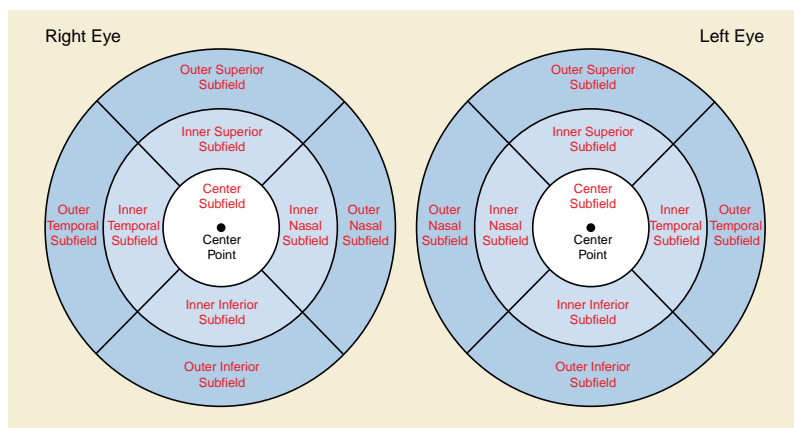 Right Eye
Left Eye
Outer Superior
Subfield
Inner Superior
Subfield
Center
Subfield
Outer
Temporal
Subfield
Inner
Temporal
Subfield
Center
Point
Inner
Nasal
Subfield
Outer
Nasal
Subfield
Inner Inferior
Subfield
Outer Inferior
Subfield
Outer Superior
Subfield
Inner Superior
Subfield
Center
Subfield
Outer
Nasal
Subfield
Inner
Nasal
Subfield
Center
Point
Inner
Temporal
Subfield
Outer
Temporal
Subfield
Inner Inferior
Subfield
Outer Inferior
Subfield